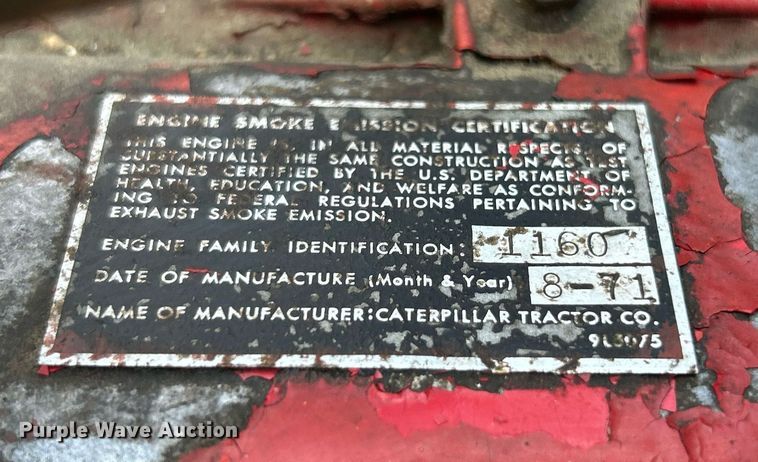 ENGINE SMOKE EMISSION CERTIFICATION
THIS ENGINE IS, IN ALL MATERIAL RESPECTS, OF
SUBSTANTIALLY THE SAME CONSTRUCTION AS TEST
ENGINES CERTIFIED BY THE U.S. DEPARTMENT OF
HEALTH, EDUCATION, AND WELFARE AS CONFORM-
ING TO FEDERAL REGULATIONS PERTAINING TO
EXHAUST SMOKE EMISSION.
ENGINE FAMILY IDENTIFICATION: 1160
DATE OF MANUFACTURE (Month & Year) 8-71
NAME OF MANUFACTURER: CATERPILLAR TRACTOR CO.
Purple Wave Auction